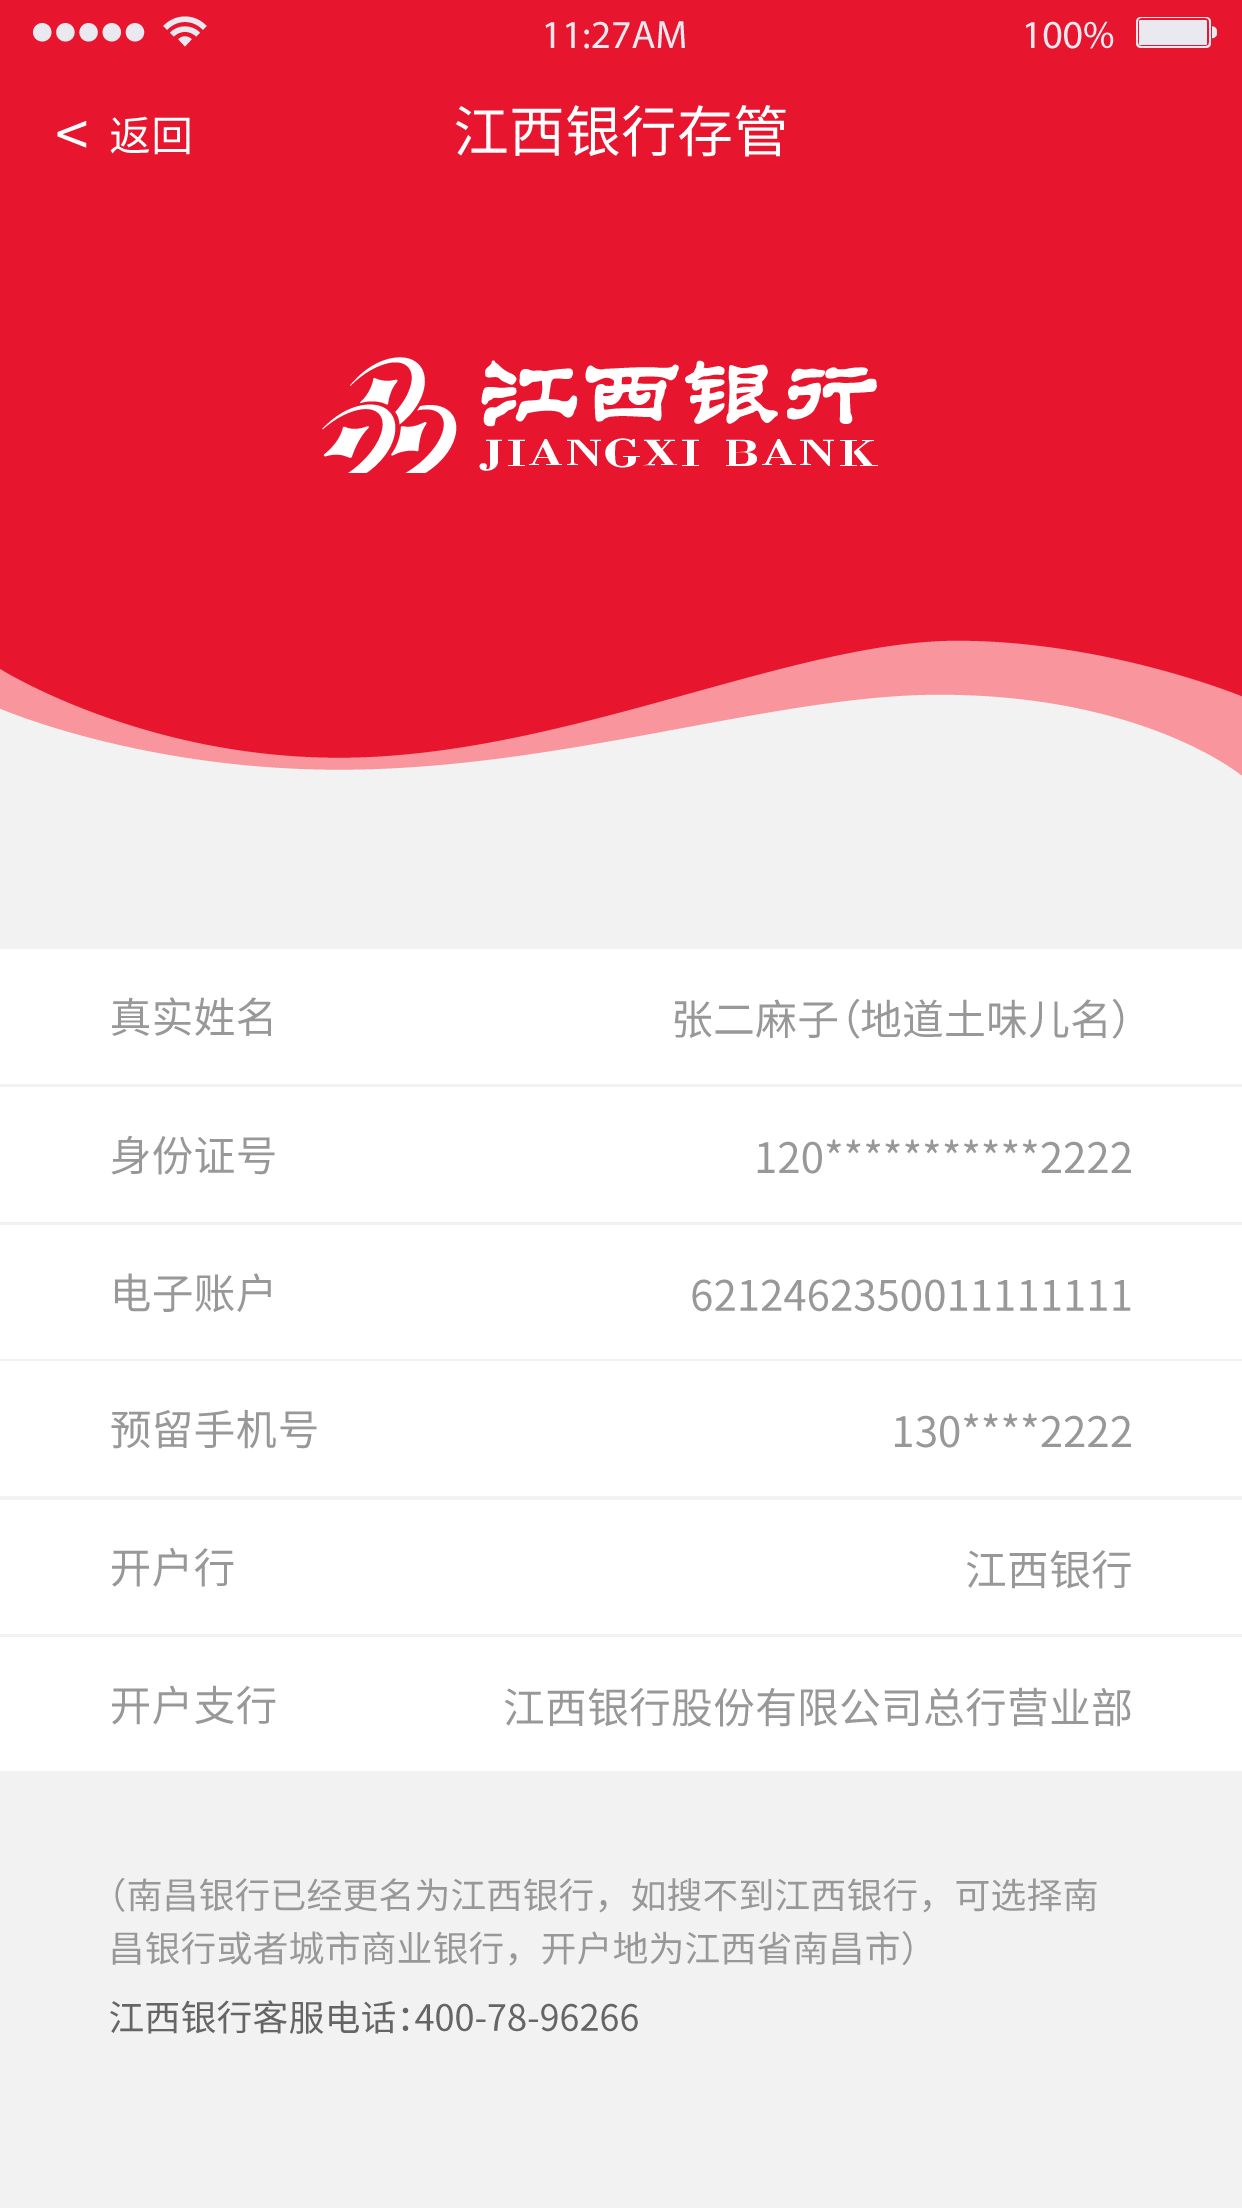 11:27AM
100%
< 返回
江西银行存管
江西银行
JIANGXI BANK
真实姓名
张二麻子(地道土味儿名)
身份证号
120***********2222
电子账户
6212462350011111111
预留手机号
130****2222
开户行
江西银行
开户支行
江西银行股份有限公司总行营业部
(南昌银行已经更名为江西银行，如搜不到江西银行，可选择南
昌银行或者城市商业银行，开户地为江西省南昌市)
江西银行客服电话:400-78-96266